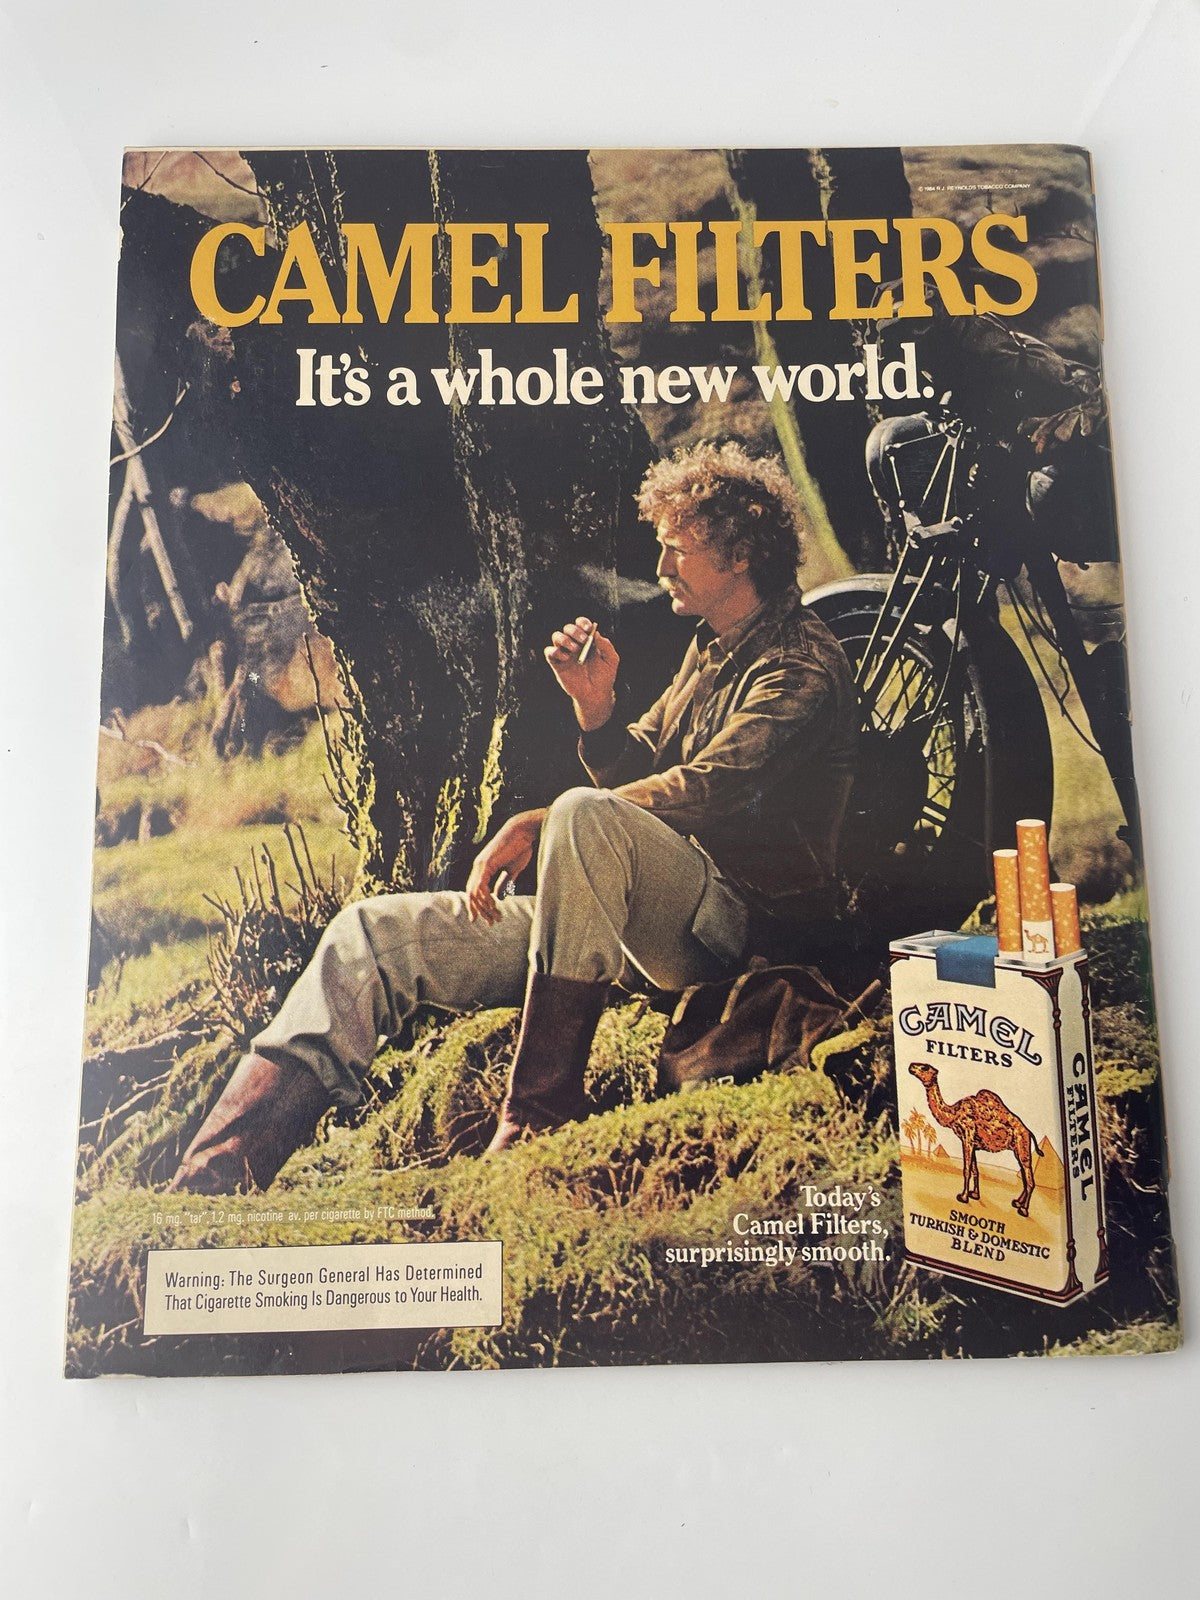 © 1984 R.J. REYNOLDS TOBACCO COMPANY
CAMEL FILTERS
It's a whole new world.
CAMEL
FILTERS
SMOOTH
TURKISH & DOMESTIC
BLEND
CAMEL
FILTERS
Today's
Camel Filters,
surprisingly smooth.
16 mg. "tar", 1.2 mg. nicotine av. per cigarette by FTC method.
Warning: The Surgeon General Has Determined
That Cigarette Smoking Is Dangerous to Your Health.